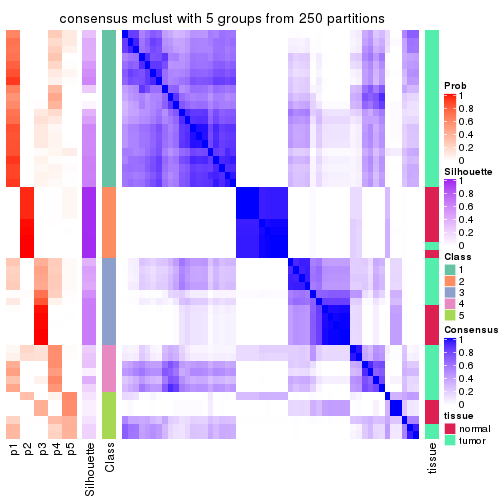 consensus mclust with 5 groups from 250 partitions
Prob
1
0.8
0.6
0.4
0.2
0
Silhouette
1
0.8
0.6
0.4
0.2
0
Class
1
2
3
4
5
Consensus
1
0.8
0.6
0.4
0.2
0
tissue
normal
tumor
p1
p2
p3
p4
p5
Silhouette
Class
tissue